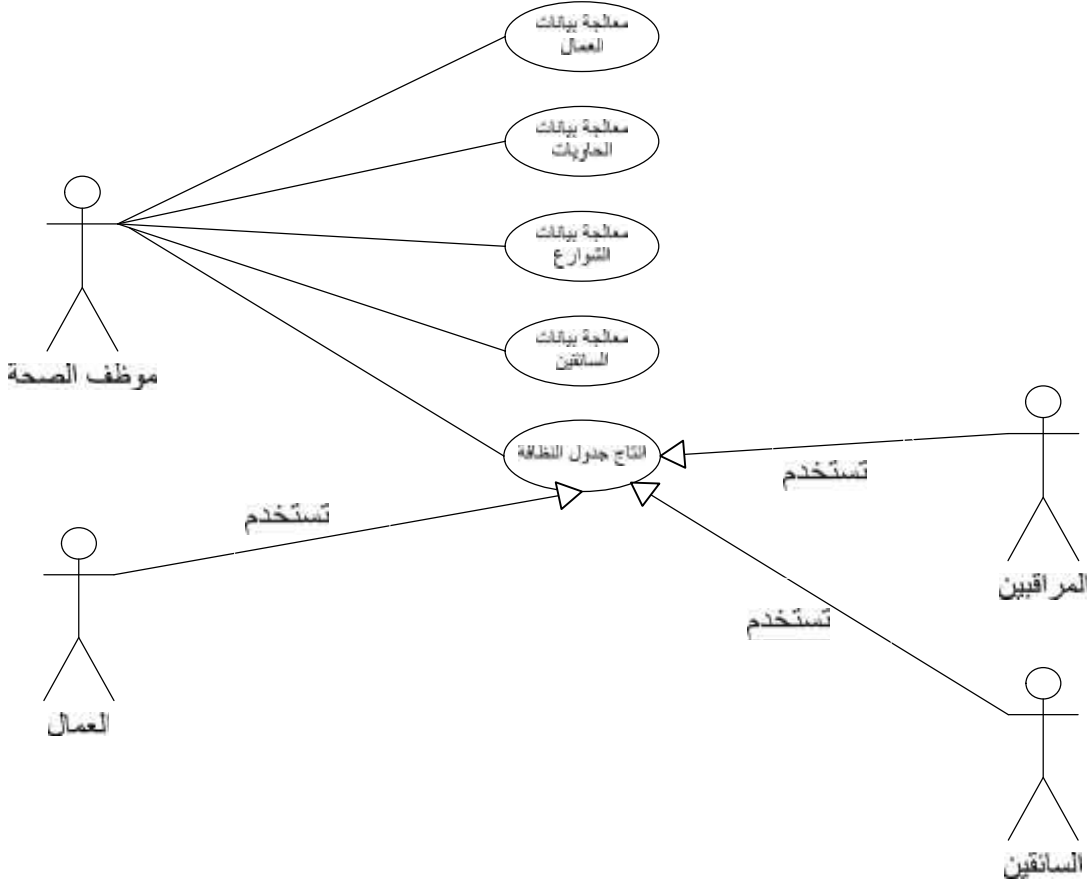 معالجة بيانات
العمال
معالجة بيانات
الحاويات
معالجة بيانات
الشوارع
معالجة بيانات
السائقين
موظف الصحة
انتاج جدول النظافة
تستخدم
تستخدم
المراقبين
تستخدم
العمال
السائقين